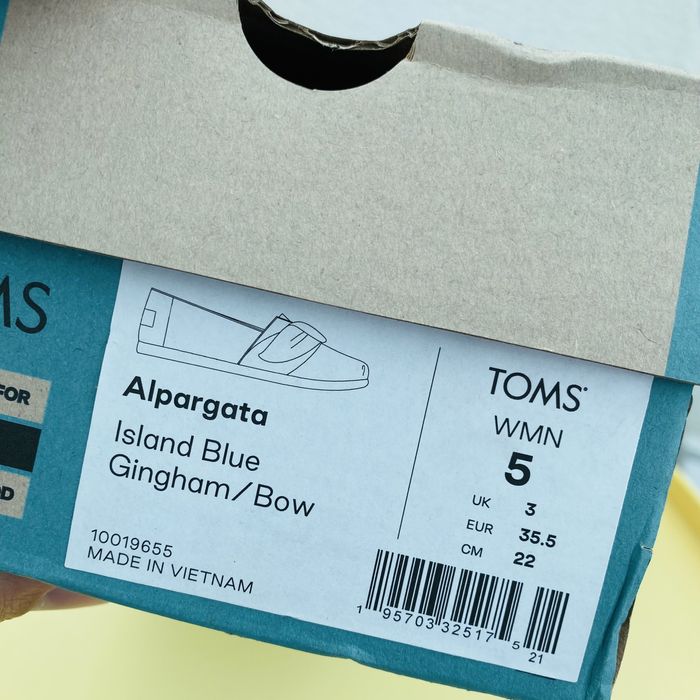 MS
FOR
OD
Alpargata
Island Blue
Gingham/Bow
10019655
MADE IN VIETNAM
TOMS
WMN
5
UK 3
EUR 35.5
CM 22
1 95703 32517 5 21